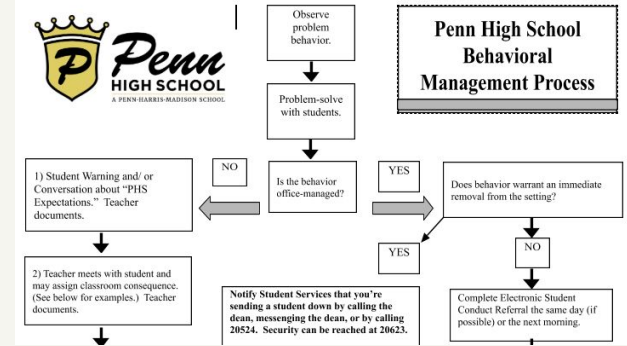 P
Penn
HIGH SCHOOL
A PENN-HARRIS-MADISON SCHOOL
Observe
problem
behavior.
Penn High School
Behavioral
Management Process
Problem-solve
with students.
1) Student Warning and/ or
Conversation about “PHS
Expectations.” Teacher
documents.
NO
Is the behavior
office-managed?
YES
Does behavior warrant an immediate
removal from the setting?
YES
NO
2) Teacher meets with student and
may assign classroom consequence.
(See below for examples.) Teacher
documents.
Notify Student Services that you’re
sending a student down by calling the
dean, messenging the dean, or by calling
20524. Security can be reached at 20623.
Complete Electronic Student
Conduct Referral the same day (if
possible) or the next morning.